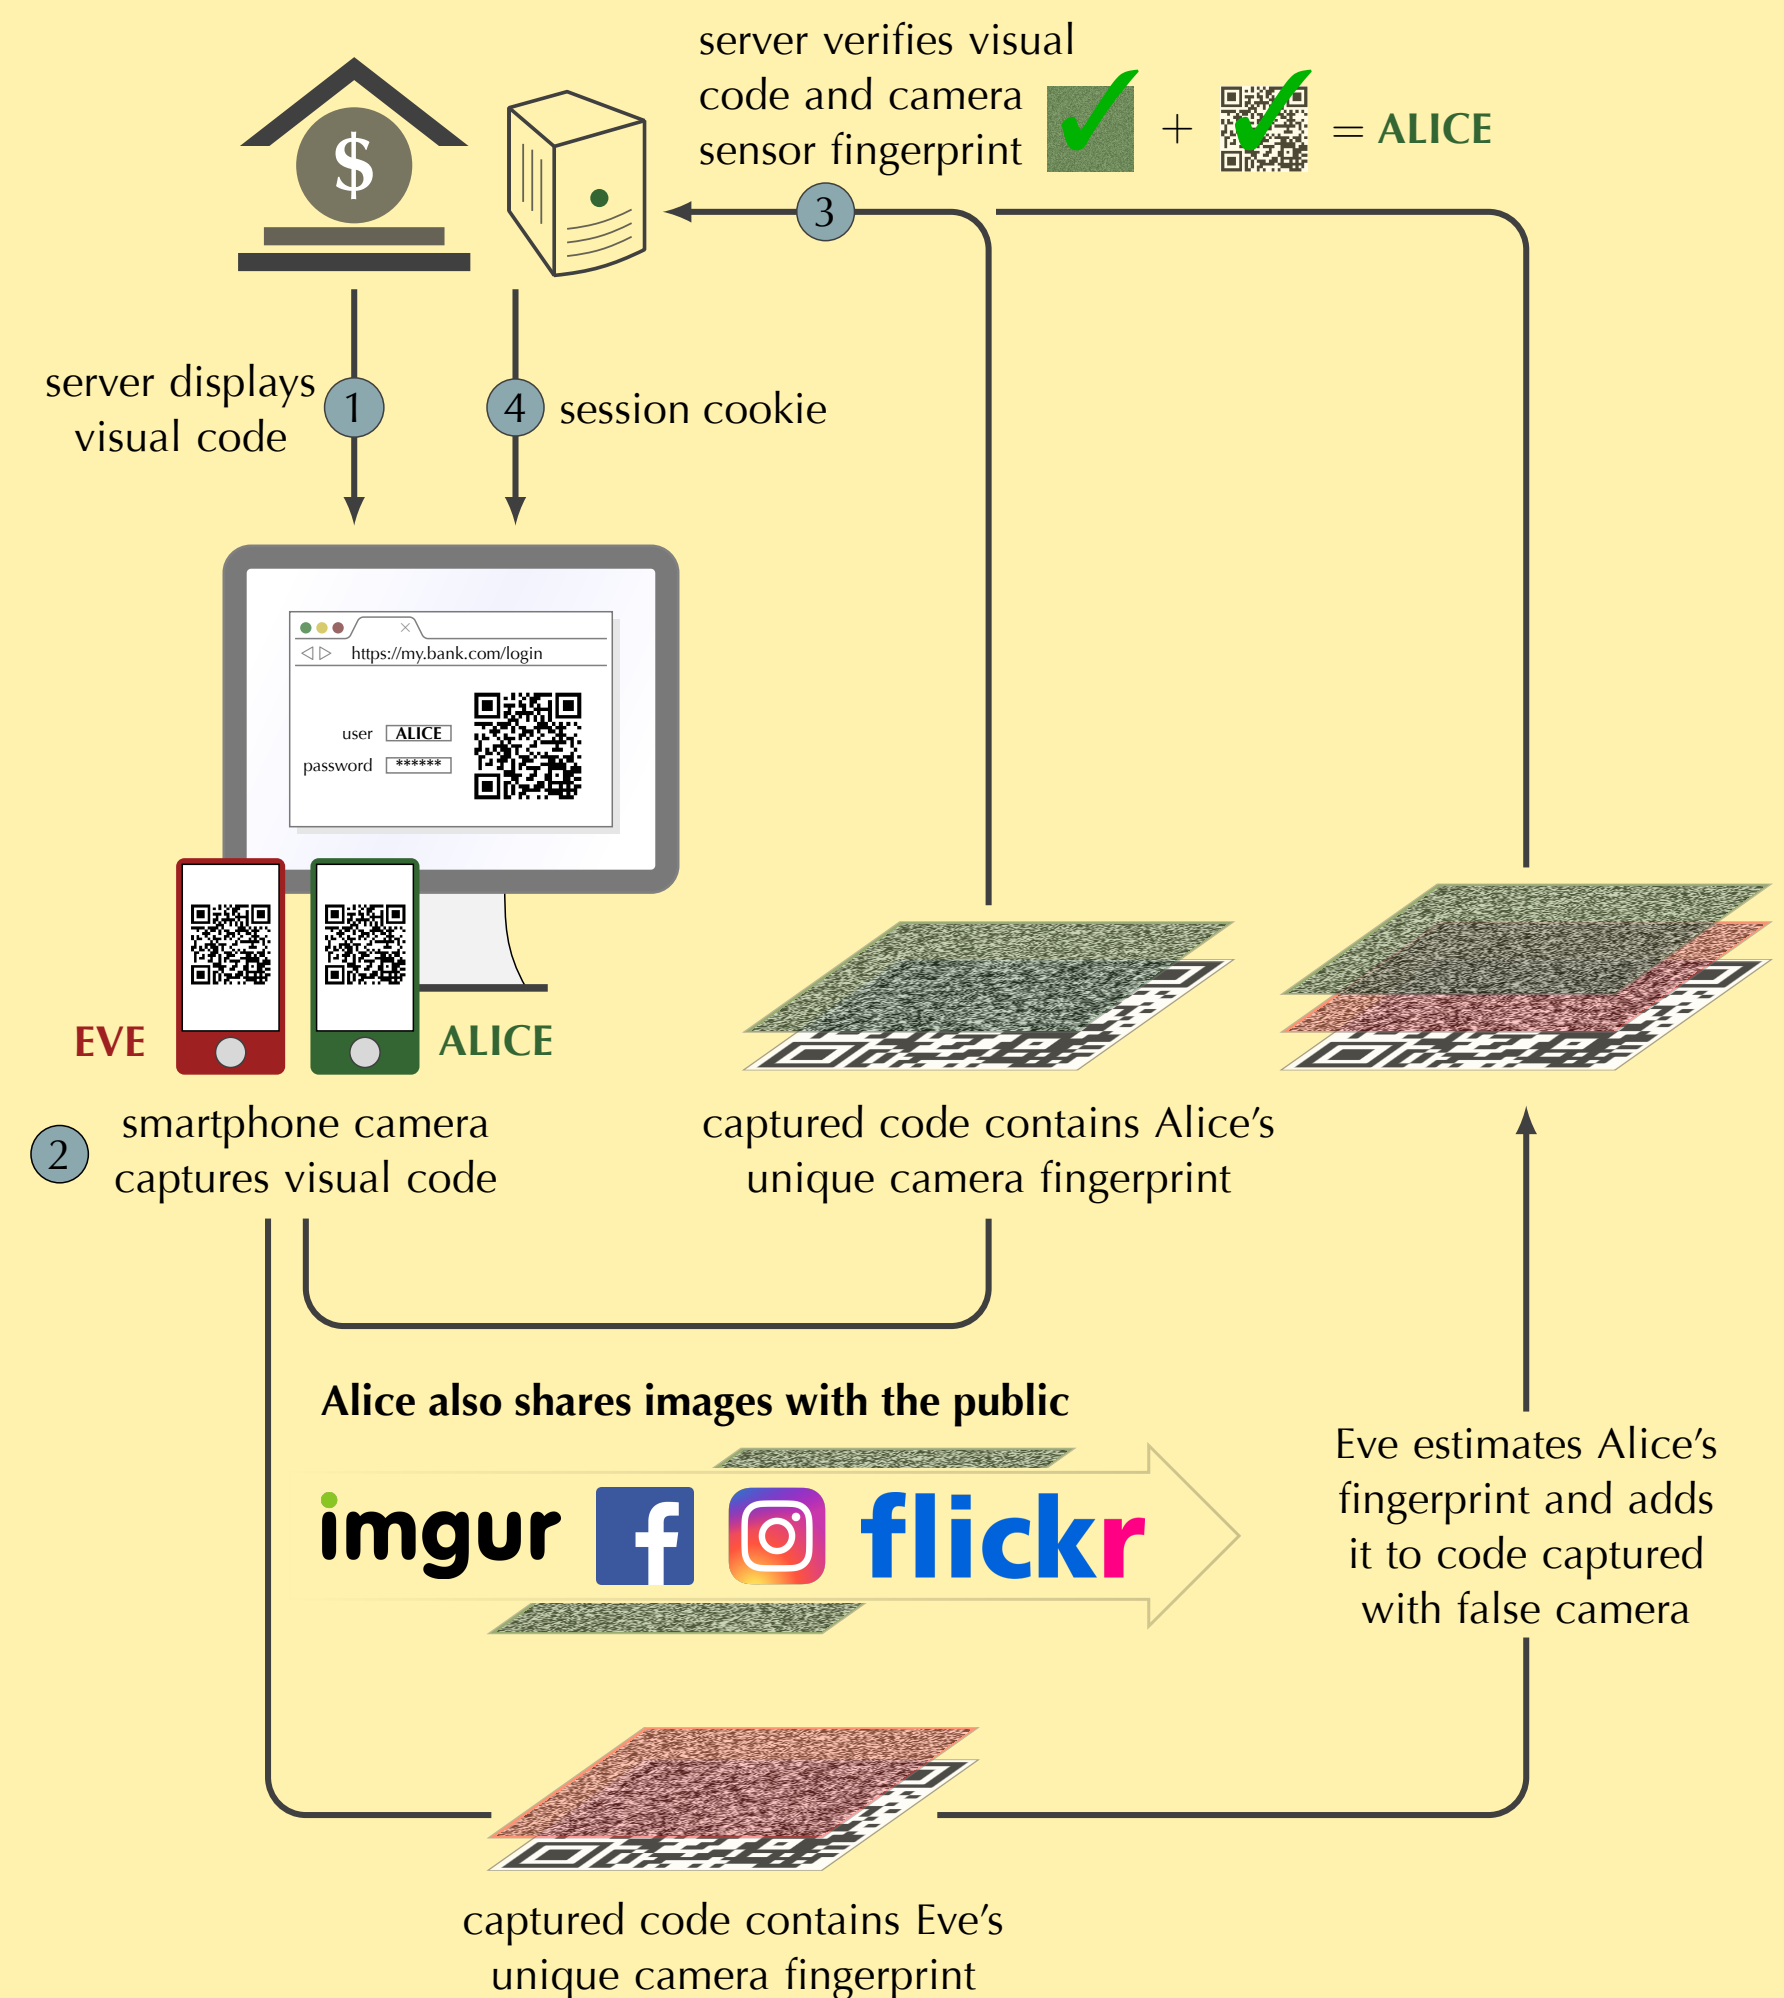 server verifies visual
code and camera
sensor fingerprint
+
= ALICE
$
3
server displays
visual code
1
4
session cookie
https://my.bank.com/login
user ALICE
password ******
EVE
ALICE
2
smartphone camera
captures visual code
captured code contains Alice's
unique camera fingerprint
Alice also shares images with the public
imgur
f
flickr
Eve estimates Alice's
fingerprint and adds
it to code captured
with false camera
captured code contains Eve's
unique camera fingerprint